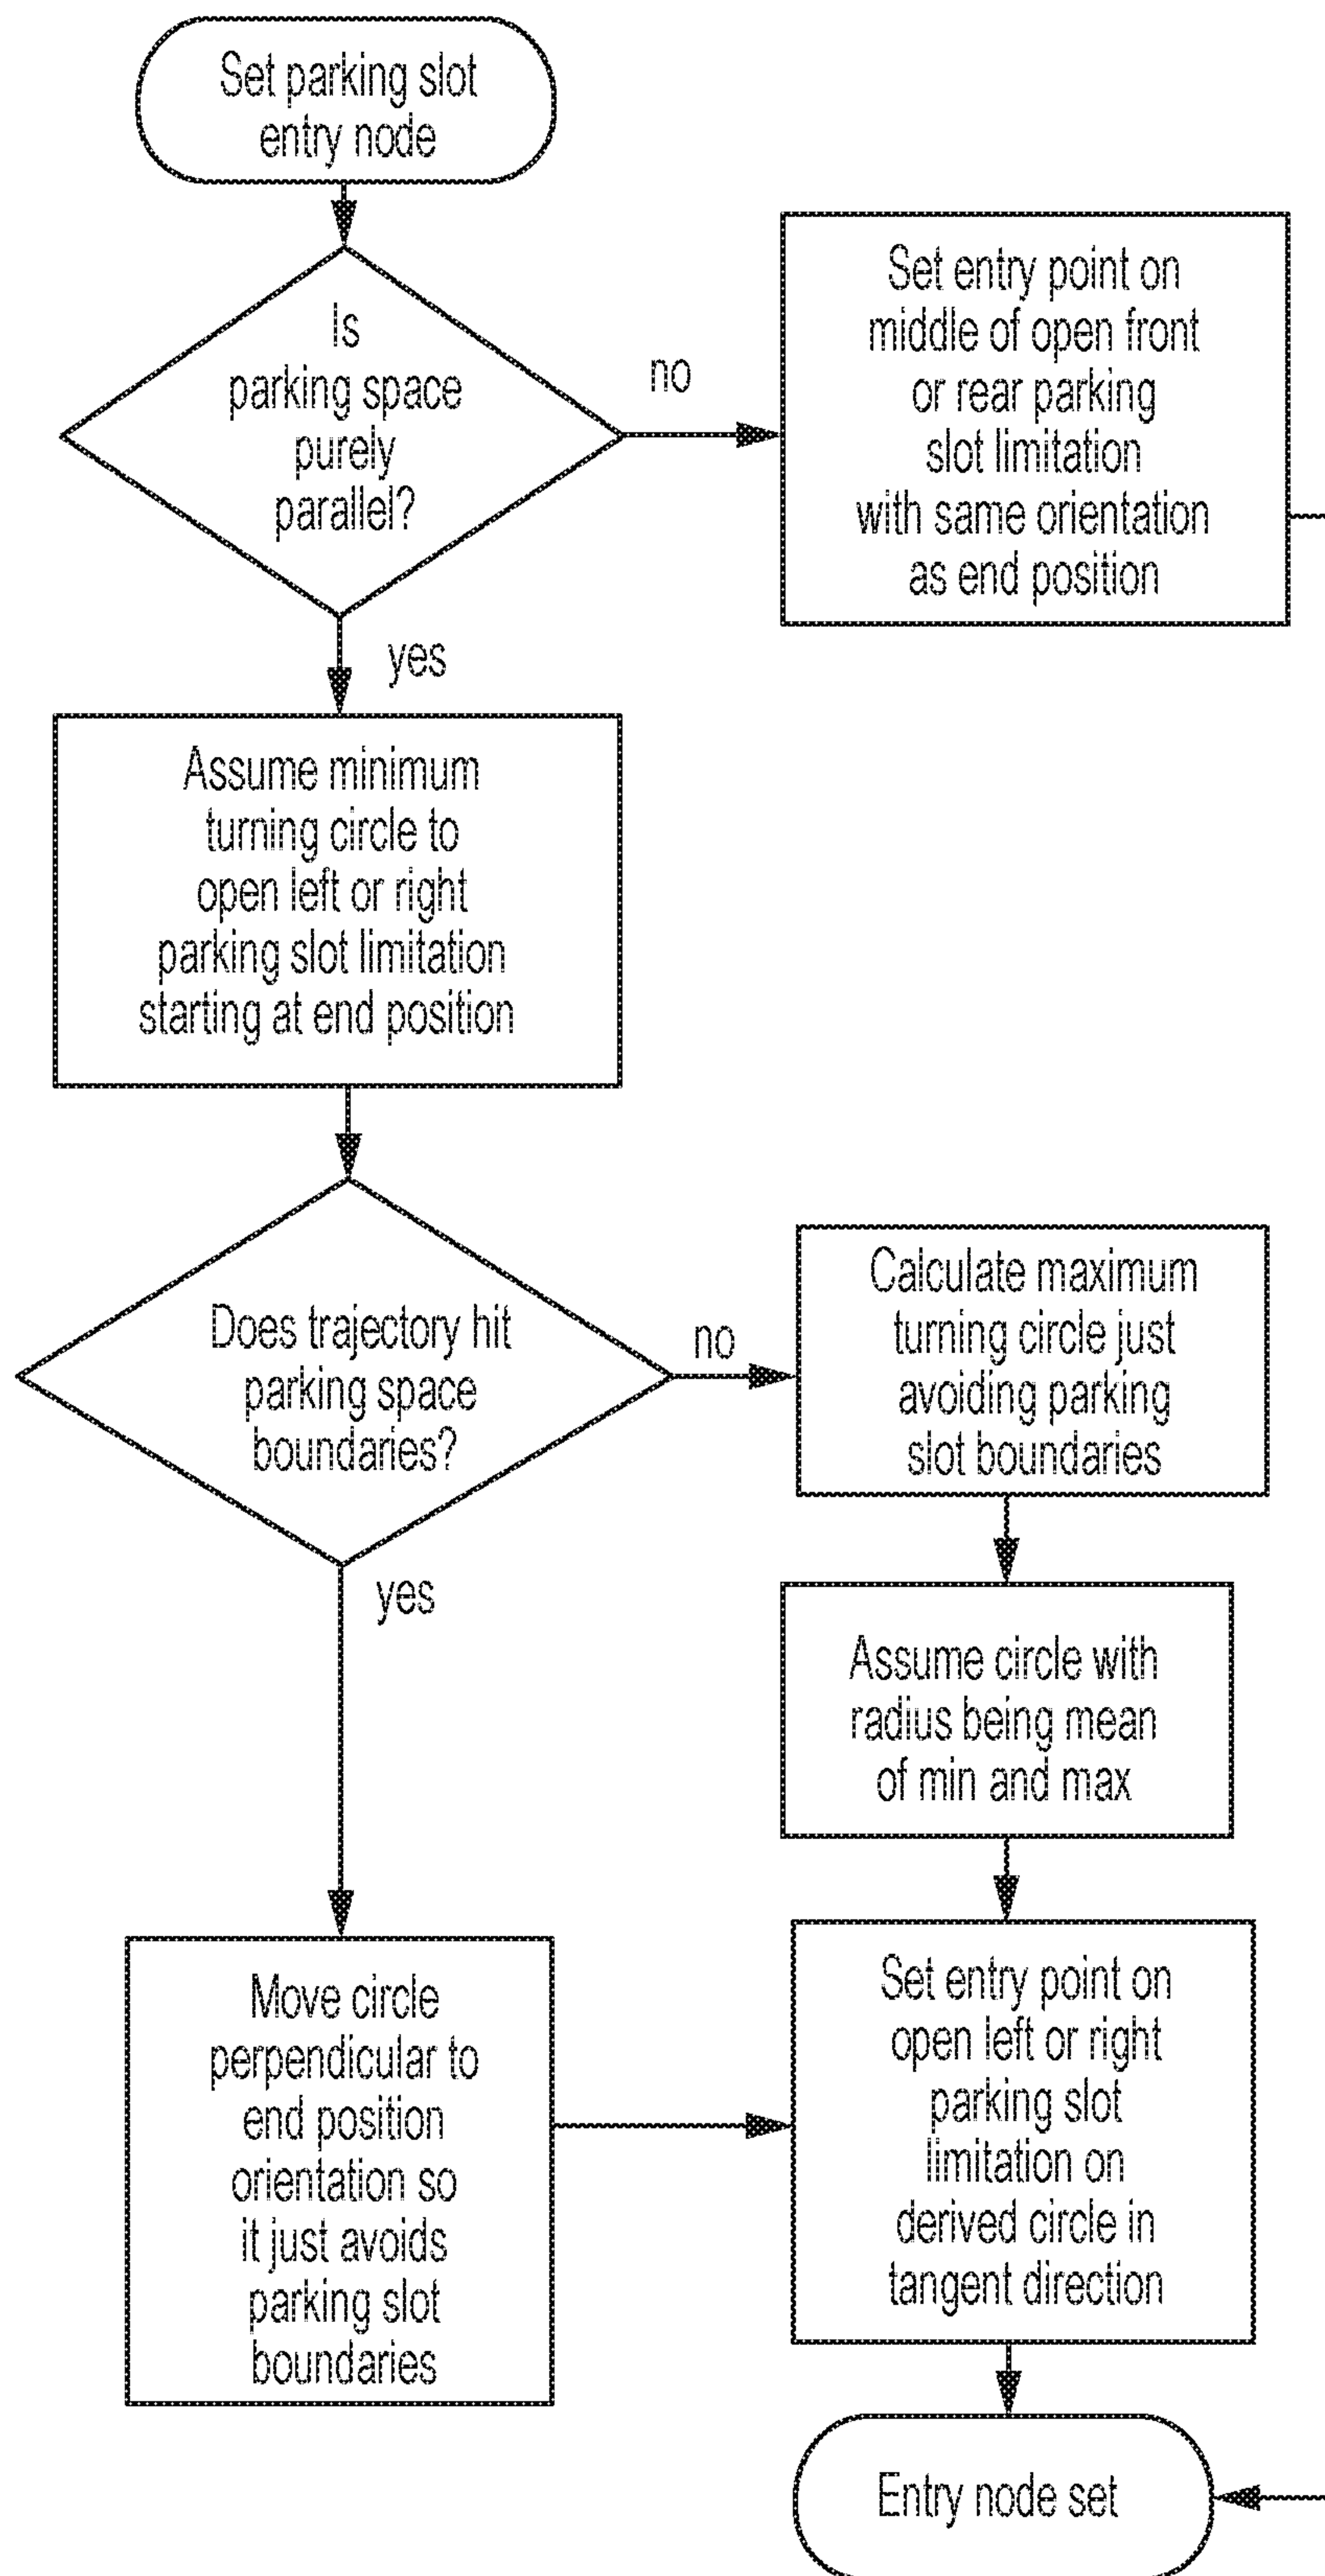 Set parking slot
entry node
Is
parking space
purely
parallel?
no
Set entry point on
middle of open front
or rear parking
slot limitation
with same orientation
as end position
yes
Assume minimum
turning circle to
open left or right
parking slot limitation
starting at end position
Does trajectory hit
parking space
boundaries?
no
Calculate maximum
turning circle just
avoiding parking
slot boundaries
yes
Assume circle with
radius being mean
of min and max
Move circle
perpendicular to
end position
orientation so
it just avoids
parking slot
boundaries
Set entry point on
open left or right
parking slot
limitation on
derived circle in
tangent direction
Entry node set